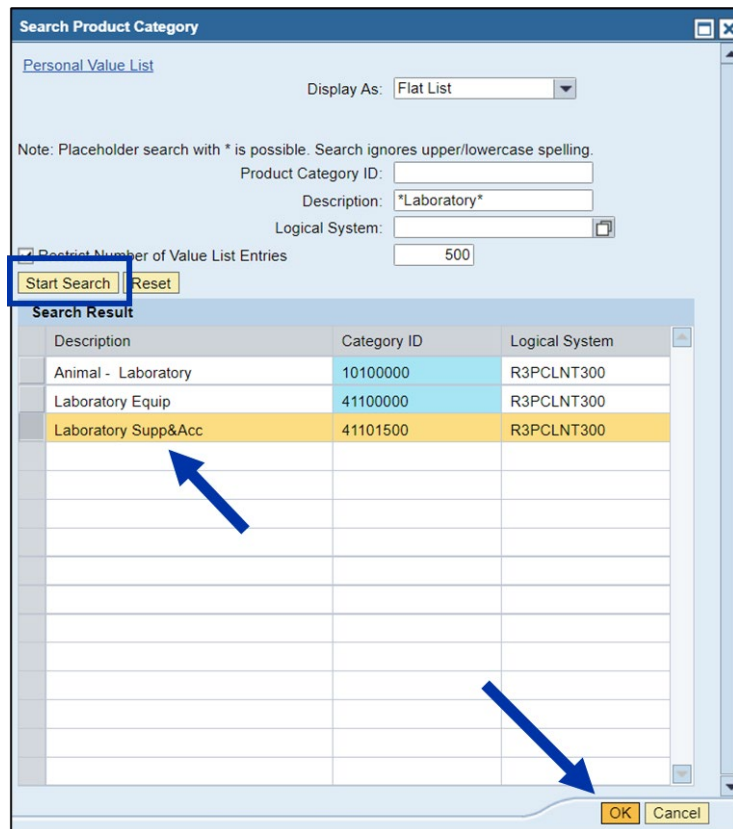 Search Product Category
Personal Value List
Display As: Flat List
Note: Placeholder search with * is possible. Search ignores upper/lowercase spelling.
Product Category ID:
Description: *Laboratory*
Logical System:
Restrict Number of Value List Entries 500
Start Search Reset
Search Result
Description Category ID Logical System
Animal - Laboratory 10100000 R3PCLNT300
Laboratory Equip 41100000 R3PCLNT300
Laboratory Supp&Acc 41101500 R3PCLNT300
OK Cancel